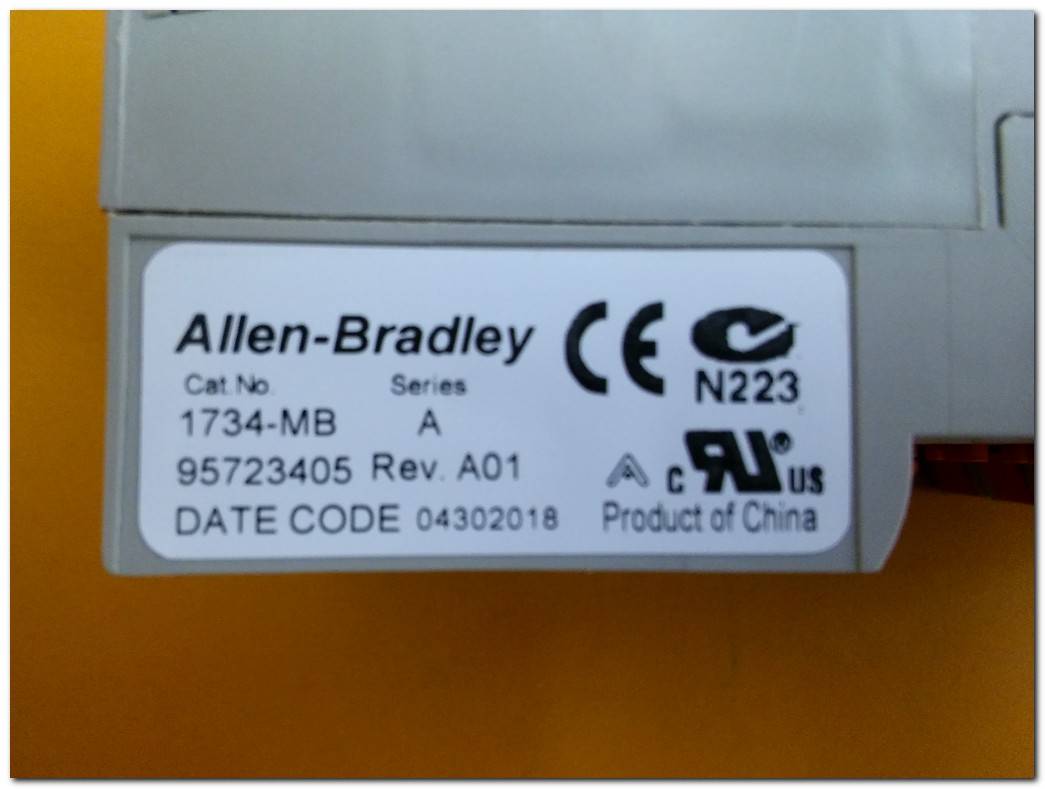 Allen-Bradley
CE
N223
Cat. No. Series
1734-MB A
95723405 Rev. A01
DATE CODE 04302018
c RU® US
Product of China